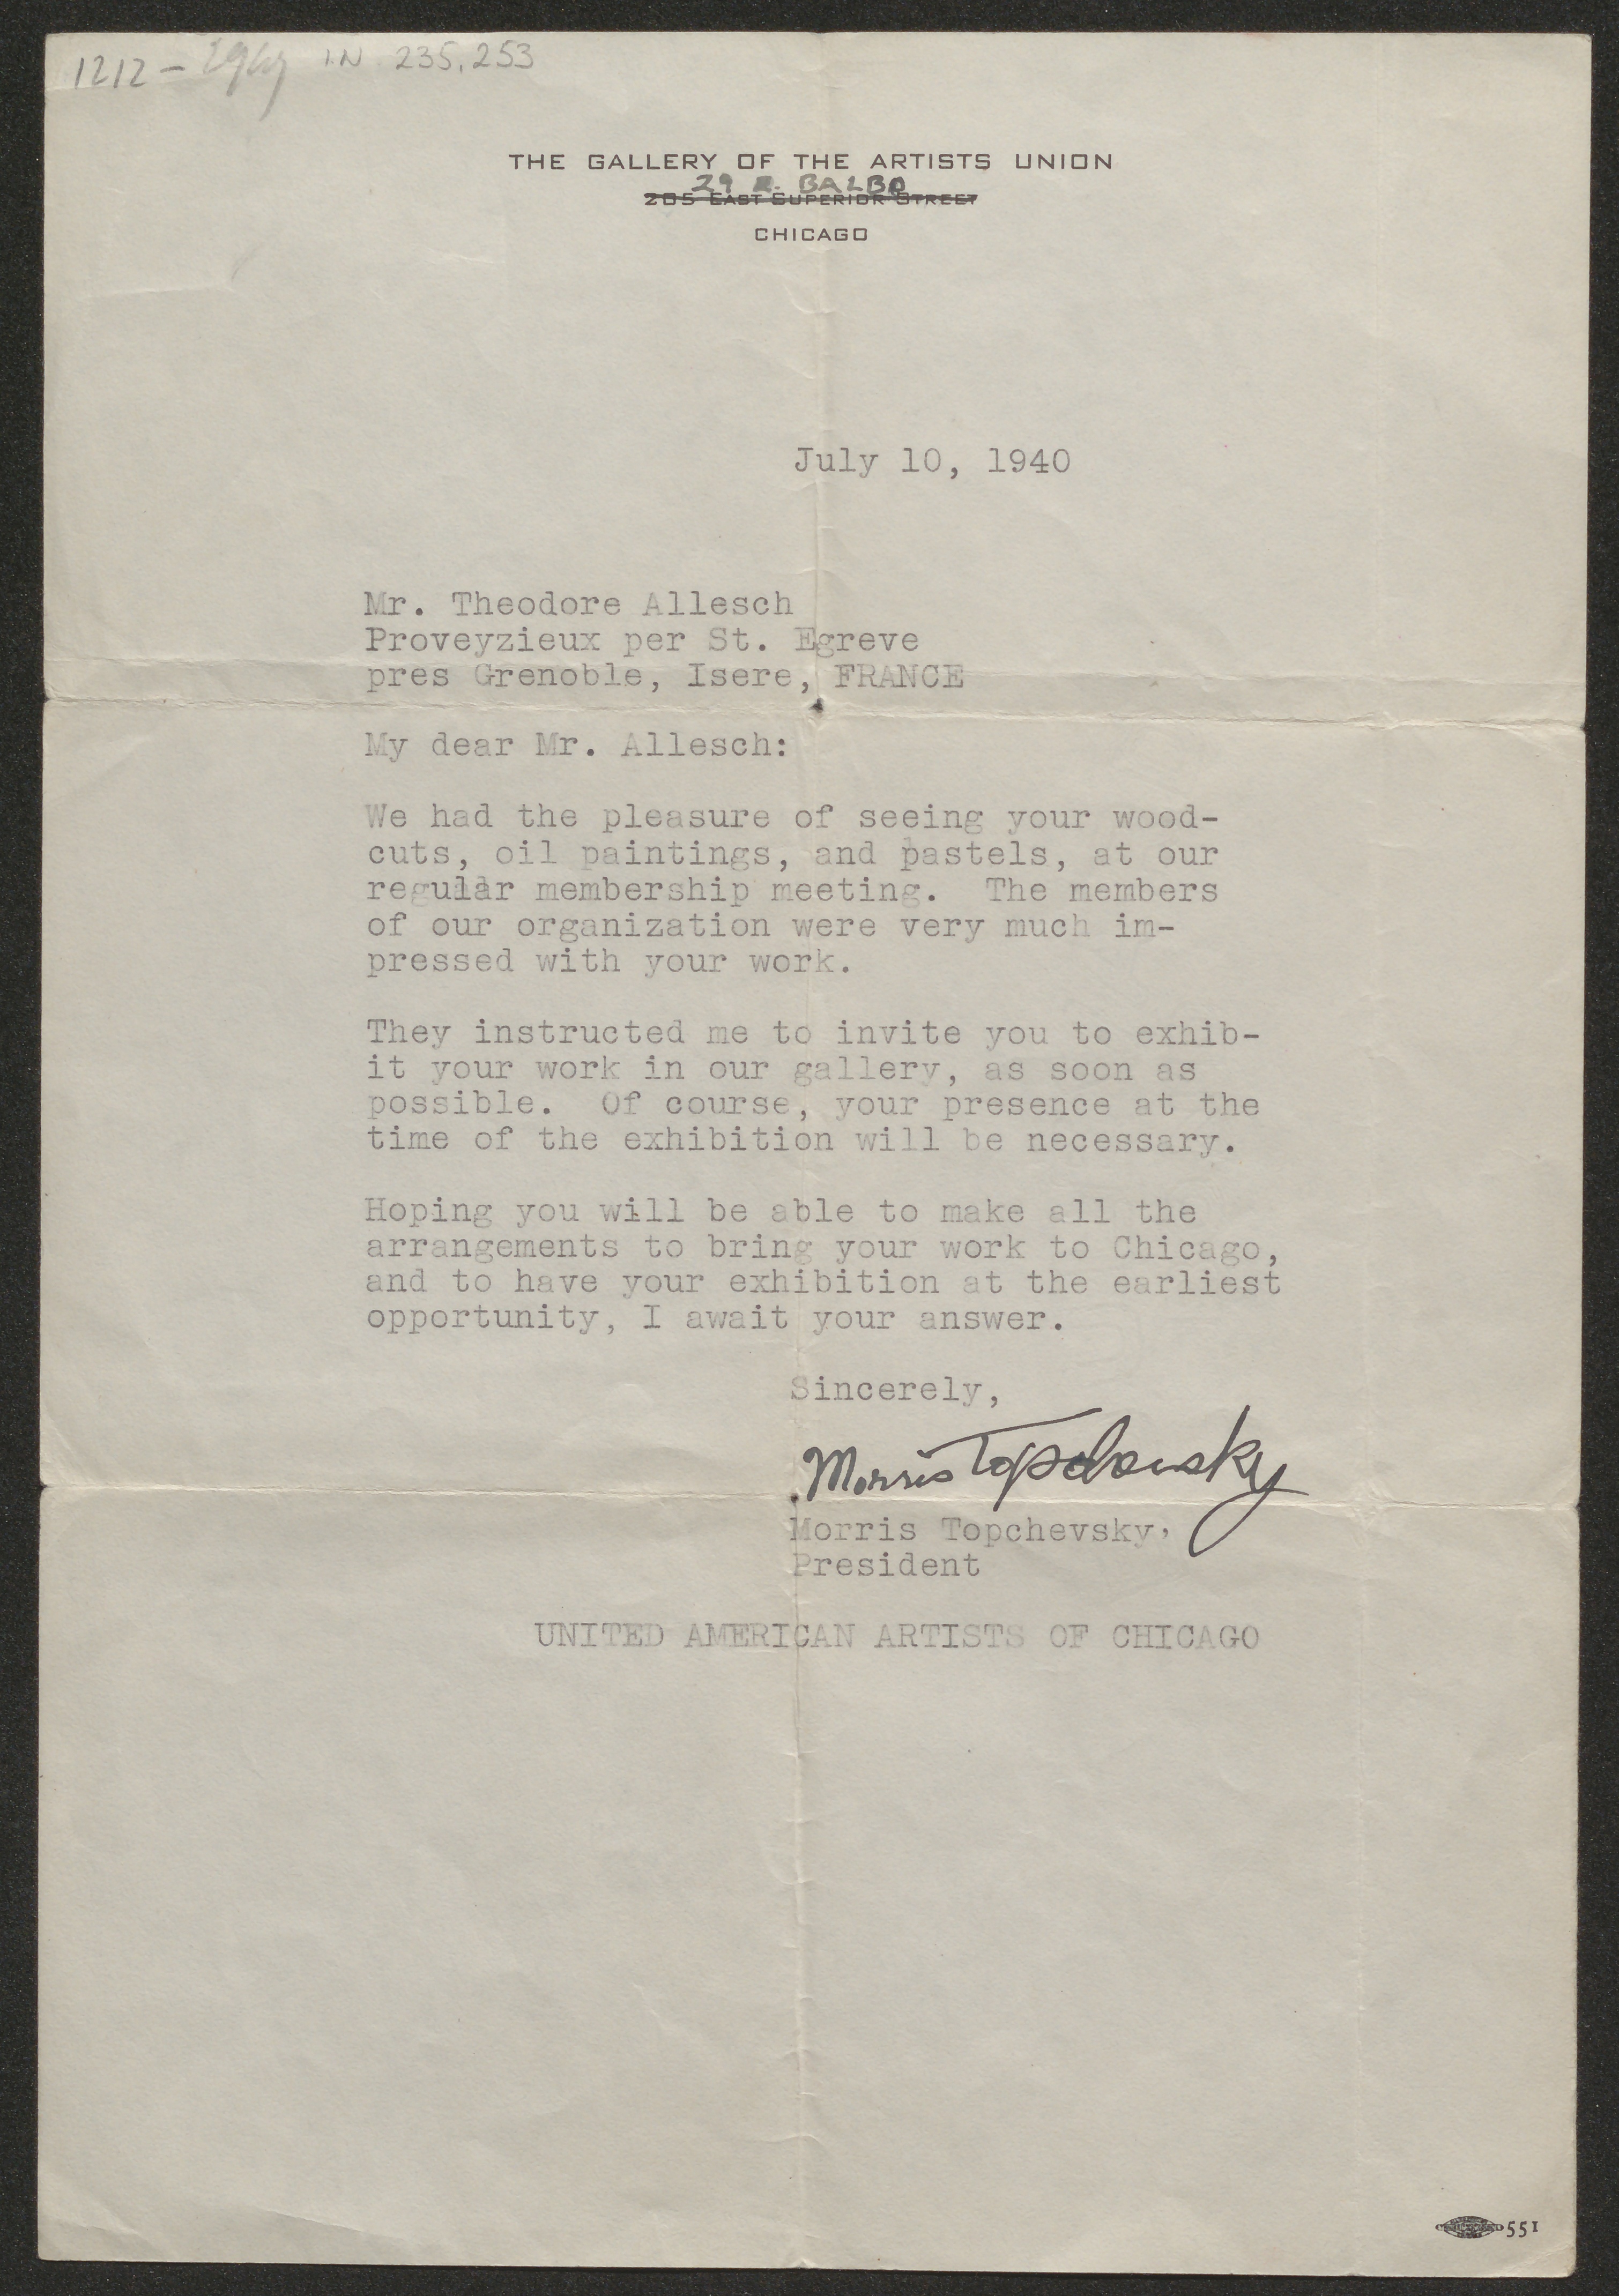 1212 - IN. 235,253
THE GALLERY OF THE ARTISTS UNION
29 E. BALBO
205 EAST SUPERIOR STREET
CHICAGO
July 10, 1940
Mr. Theodore Allesch
Proveyzieux per St. Egreve
pres Grenoble, Isere, FRANCE
My dear Mr. Allesch:
We had the pleasure of seeing your wood-
cuts, oil paintings, and pastels, at our
regular membership meeting. The members
of our organization were very much im-
pressed with your work.
They instructed me to invite you to exhib-
it your work in our gallery, as soon as
possible. Of course, your presence at the
time of the exhibition will be necessary.
Hoping you will be able to make all the
arrangements to bring your work to Chicago,
and to have your exhibition at the earliest
opportunity, I await your answer.
Sincerely,
Morris Topchevsky
Morris Topchevsky,
President
UNITED AMERICAN ARTISTS OF CHICAGO
551